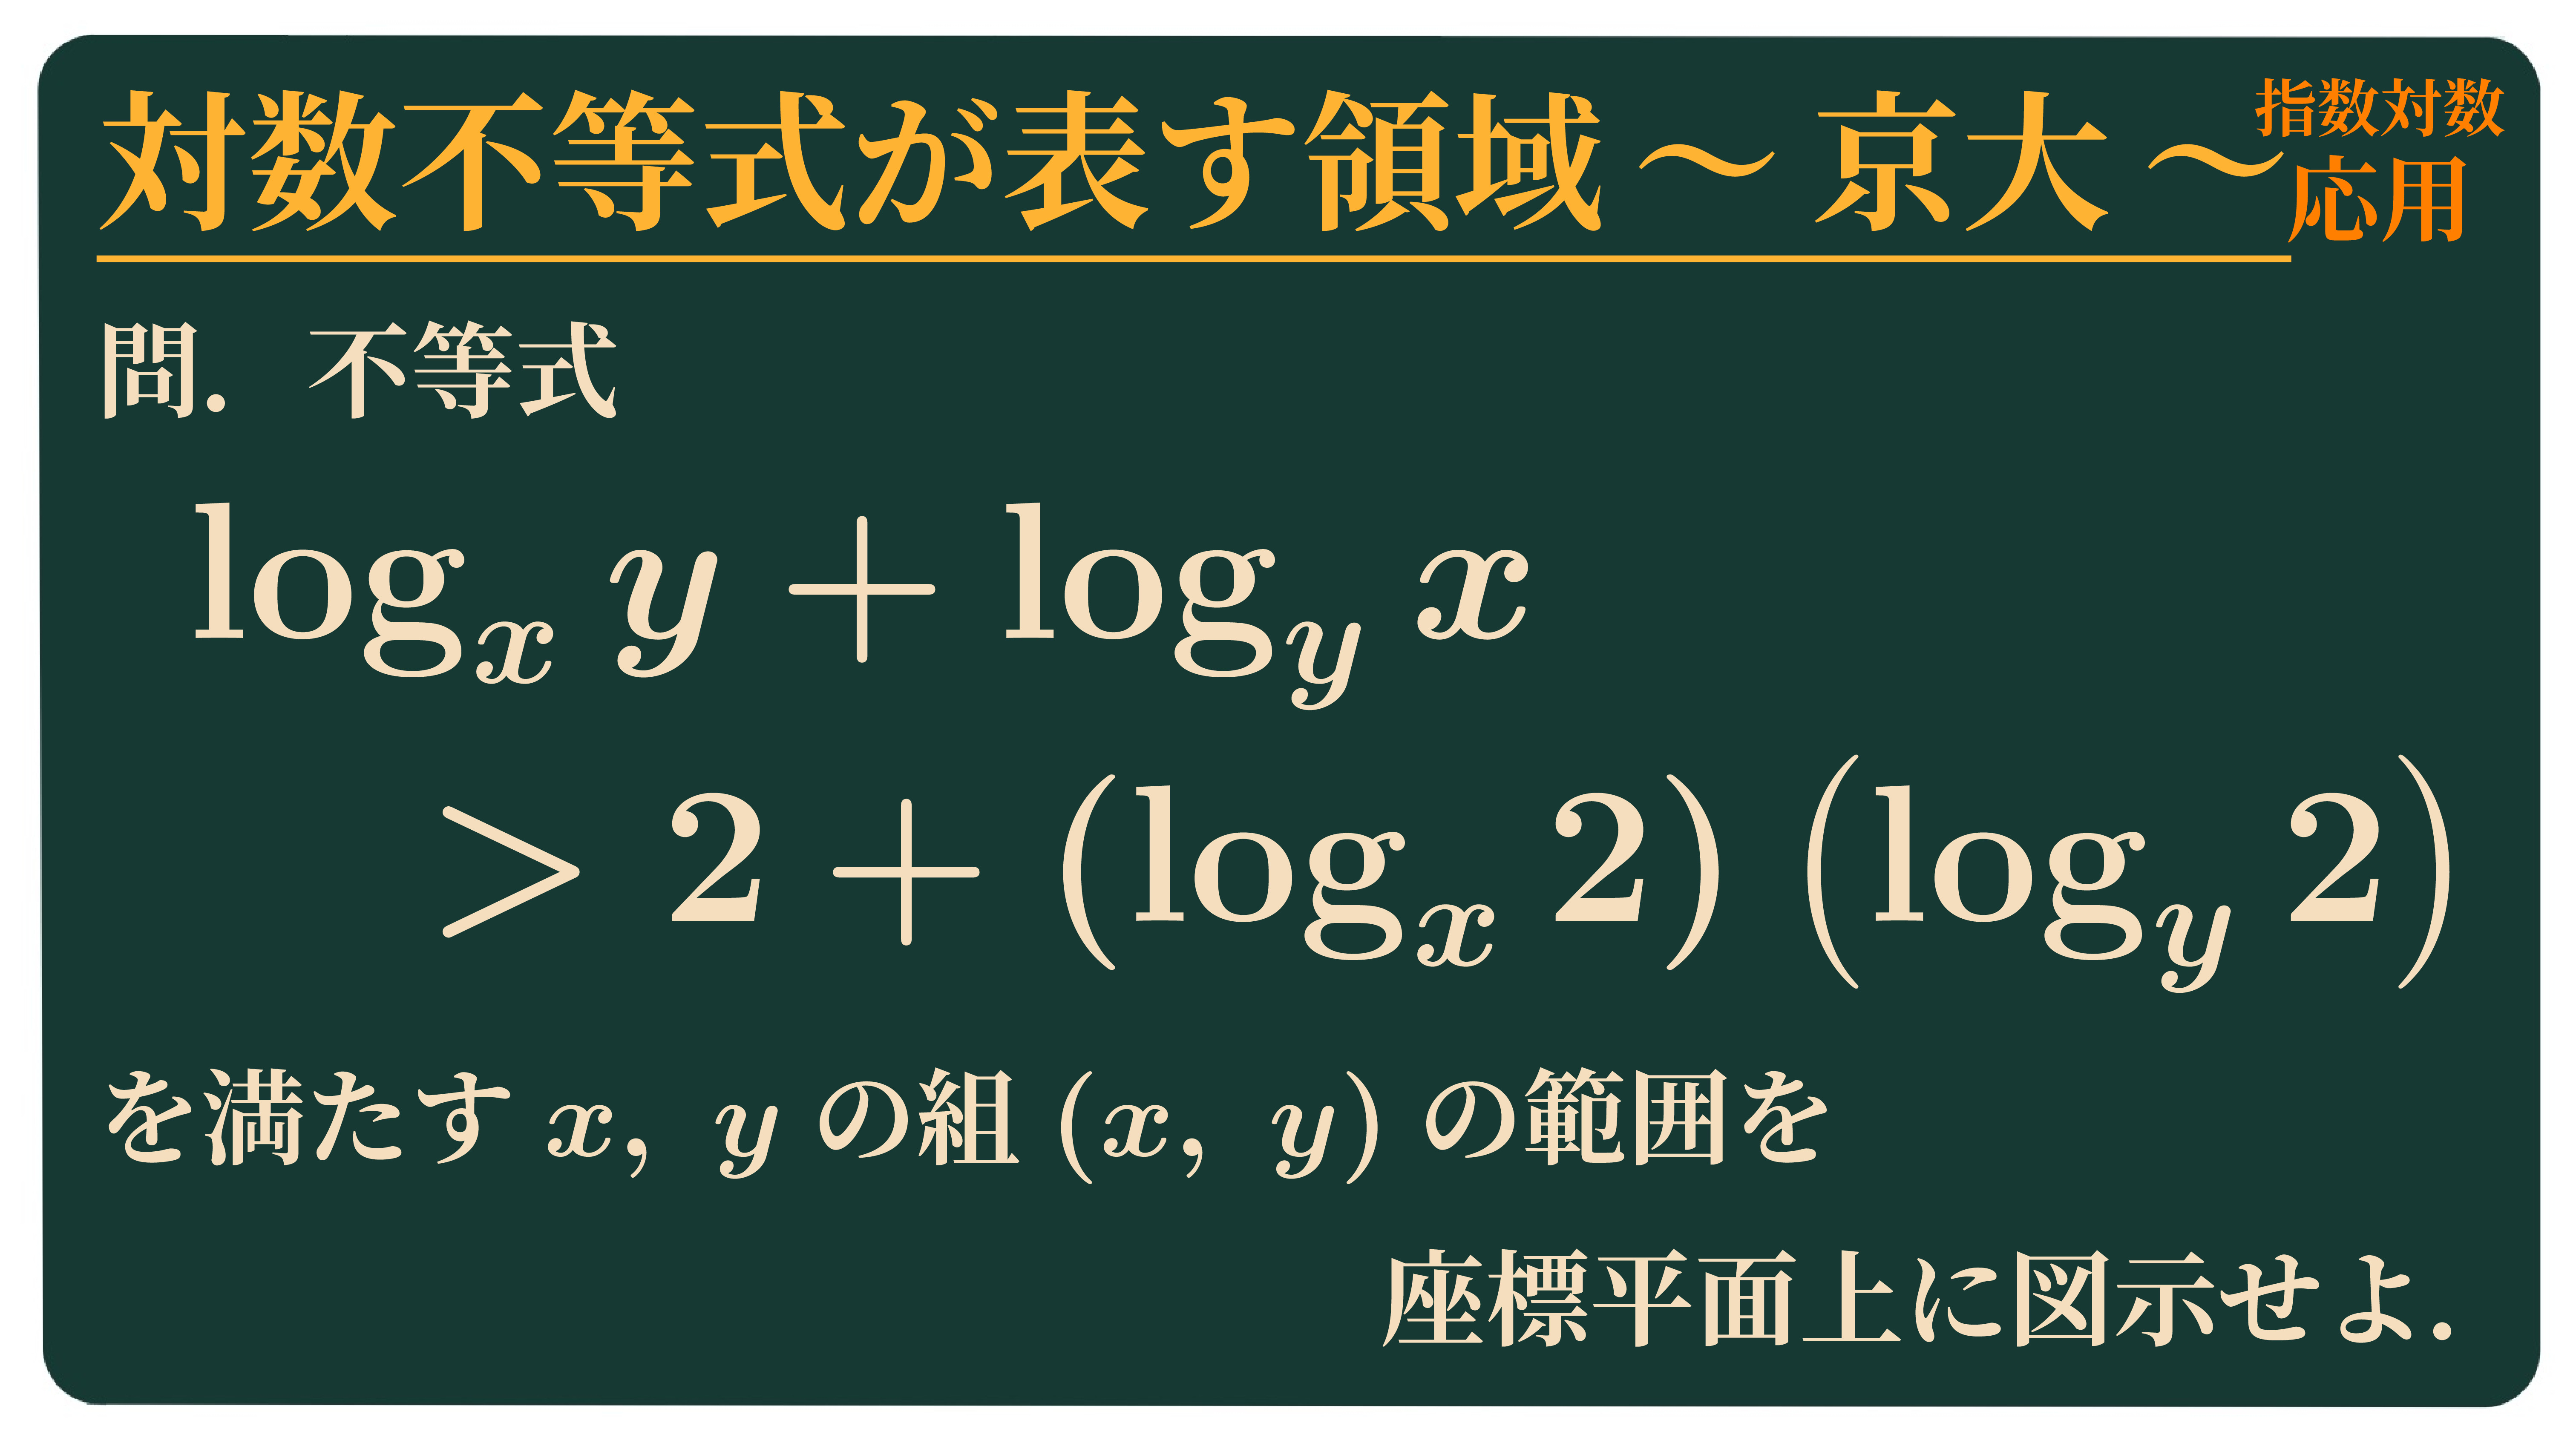 対数不等式が表す領域 〜 京大 〜
指数対数
応用
問. 不等式
log_x y + log_y x
> 2 + (log_x 2) (log_y 2)
を満たす x, y の組 (x, y) の範囲を
座標平面上に図示せよ.